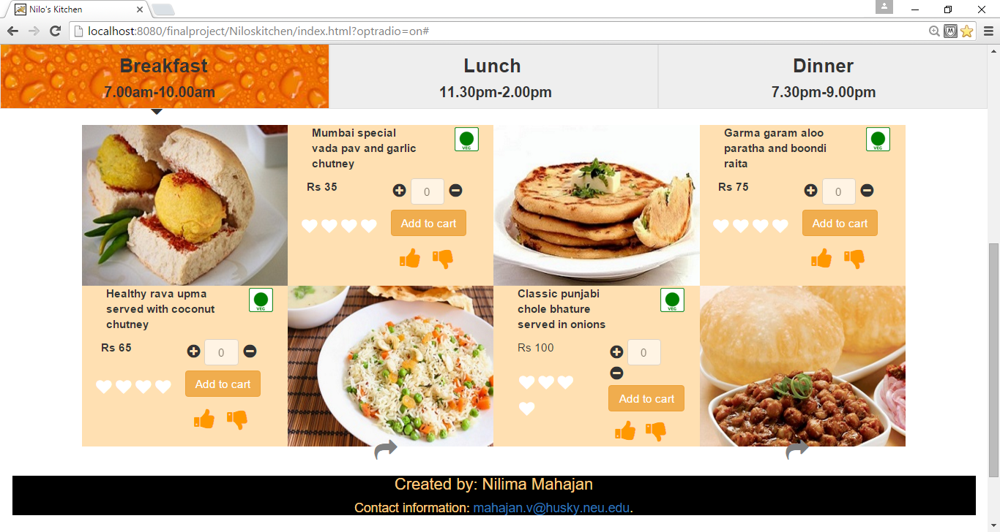 Nilo's Kitchen
localhost:8080/finalproject/Niloskitchen/index.html?optradio=on#
Breakfast
7.00am-10.00am
Lunch
11.30pm-2.00pm
Dinner
7.30pm-9.00pm
Mumbai special
vada pav and garlic
chutney
VEG
Rs 35
0
Add to cart
Garma garam aloo
paratha and boondi
raita
VEG
Rs 75
0
Add to cart
Healthy rava upma
served with coconut
chutney
VEG
Rs 65
0
Add to cart
Classic punjabi
chole bhature
served in onions
VEG
Rs 100
0
Add to cart
Created by: Nilima Mahajan
Contact information: mahajan.v@husky.neu.edu.